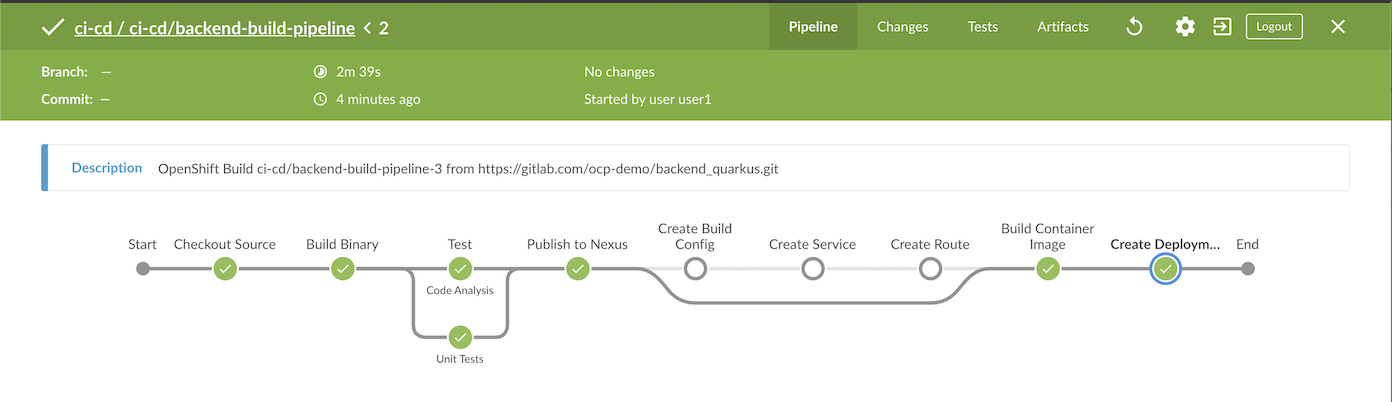 ci-cd / ci-cd/backend-build-pipeline < 2
Pipeline
Changes
Tests
Artifacts
Logout
Branch: —
2m 39s
No changes
Commit: —
4 minutes ago
Started by user user1
Description OpenShift Build ci-cd/backend-build-pipeline-3 from https://gitlab.com/ocp-demo/backend_quarkus.git
Start
Checkout Source
Build Binary
Test
Publish to Nexus
Create Build
Config
Create Service
Create Route
Build Container
Image
Create Deploym...
End
Code Analysis
Unit Tests